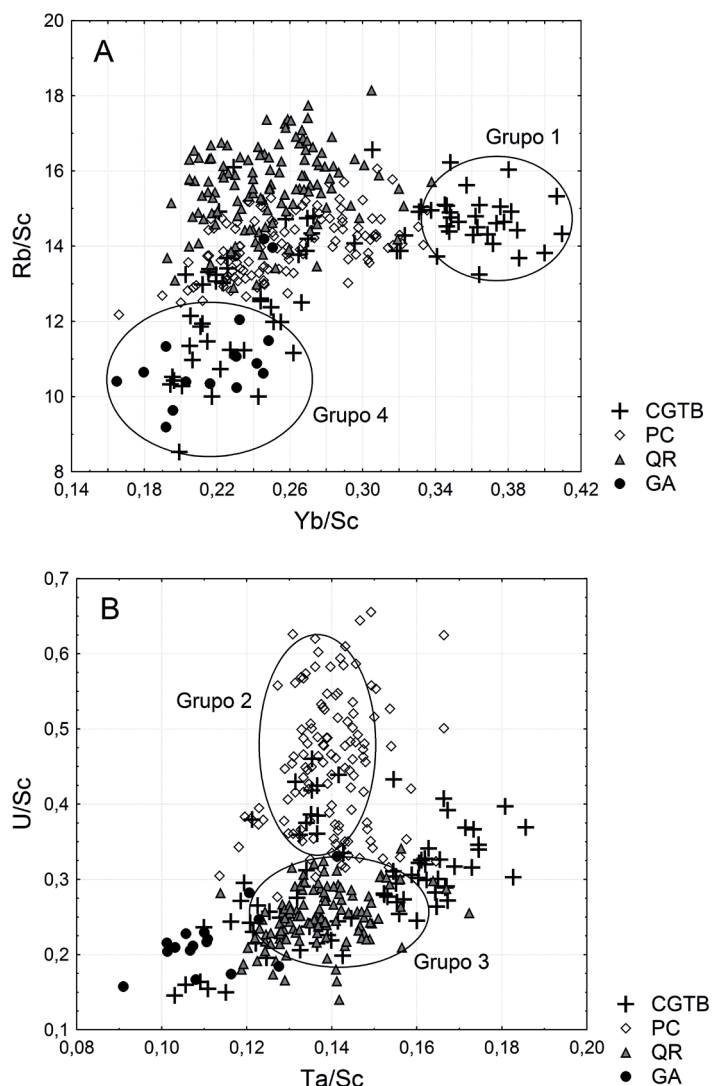 A
20
18
16
14
12
10
8
Rb/Sc
Grupo 1
Grupo 4
0,14 0,18 0,22 0,26 0,30 0,34 0,38 0,42
Yb/Sc
CGTB
PC
QR
GA
B
0,7
0,6
0,5
0,4
0,3
0,2
0,1
U/Sc
Grupo 2
Grupo 3
0,08 0,10 0,12 0,14 0,16 0,18 0,20
Ta/Sc
CGTB
PC
QR
GA